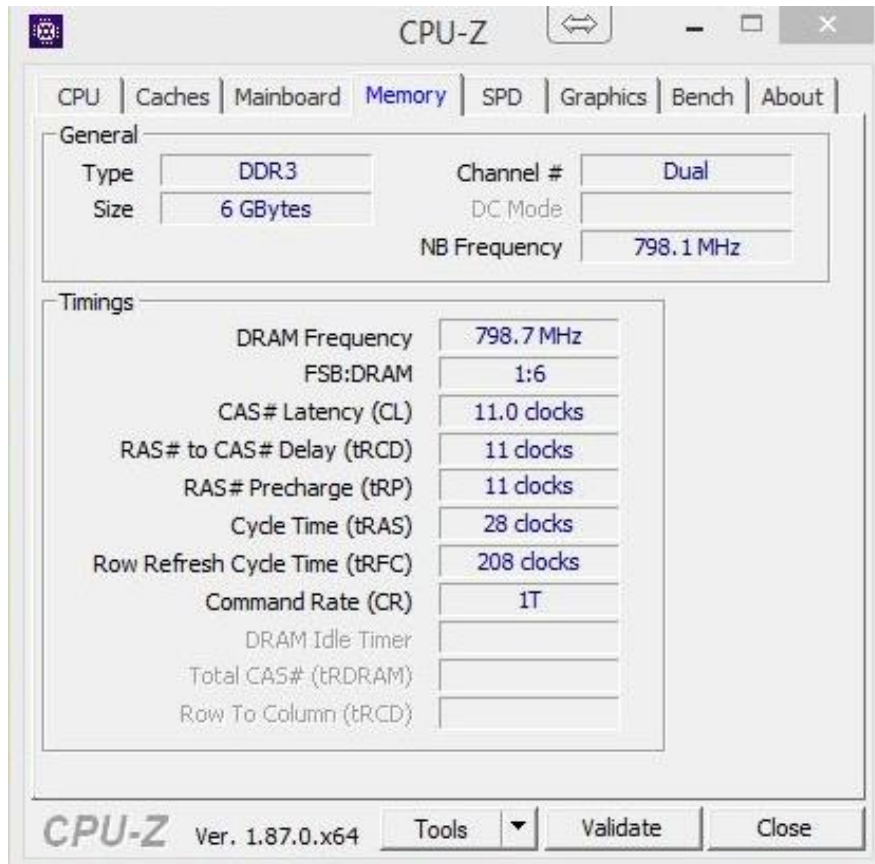 CPU-Z
CPU Caches Mainboard Memory SPD Graphics Bench About
General
Type DDR3 Channel # Dual
Size 6 GBytes DC Mode
NB Frequency 798.1 MHz
Timings
DRAM Frequency 798.7 MHz
FSB:DRAM 1:6
CAS# Latency (CL) 11.0 clocks
RAS# to CAS# Delay (tRCD) 11 clocks
RAS# Precharge (tRP) 11 clocks
Cycle Time (tRAS) 28 clocks
Row Refresh Cycle Time (tRFC) 208 clocks
Command Rate (CR) 1T
DRAM Idle Timer
Total CAS# (tRDRAM)
Row To Column (tRCD)
CPU-Z Ver. 1.87.0.x64 Tools Validate Close